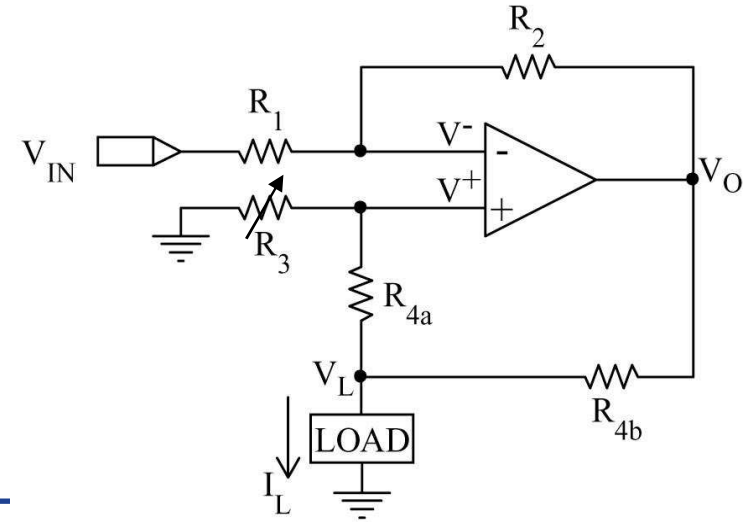 R2
R1
VIN
V-
-
VO
V+
+
R3
R4a
VL
R4b
LOAD
IL